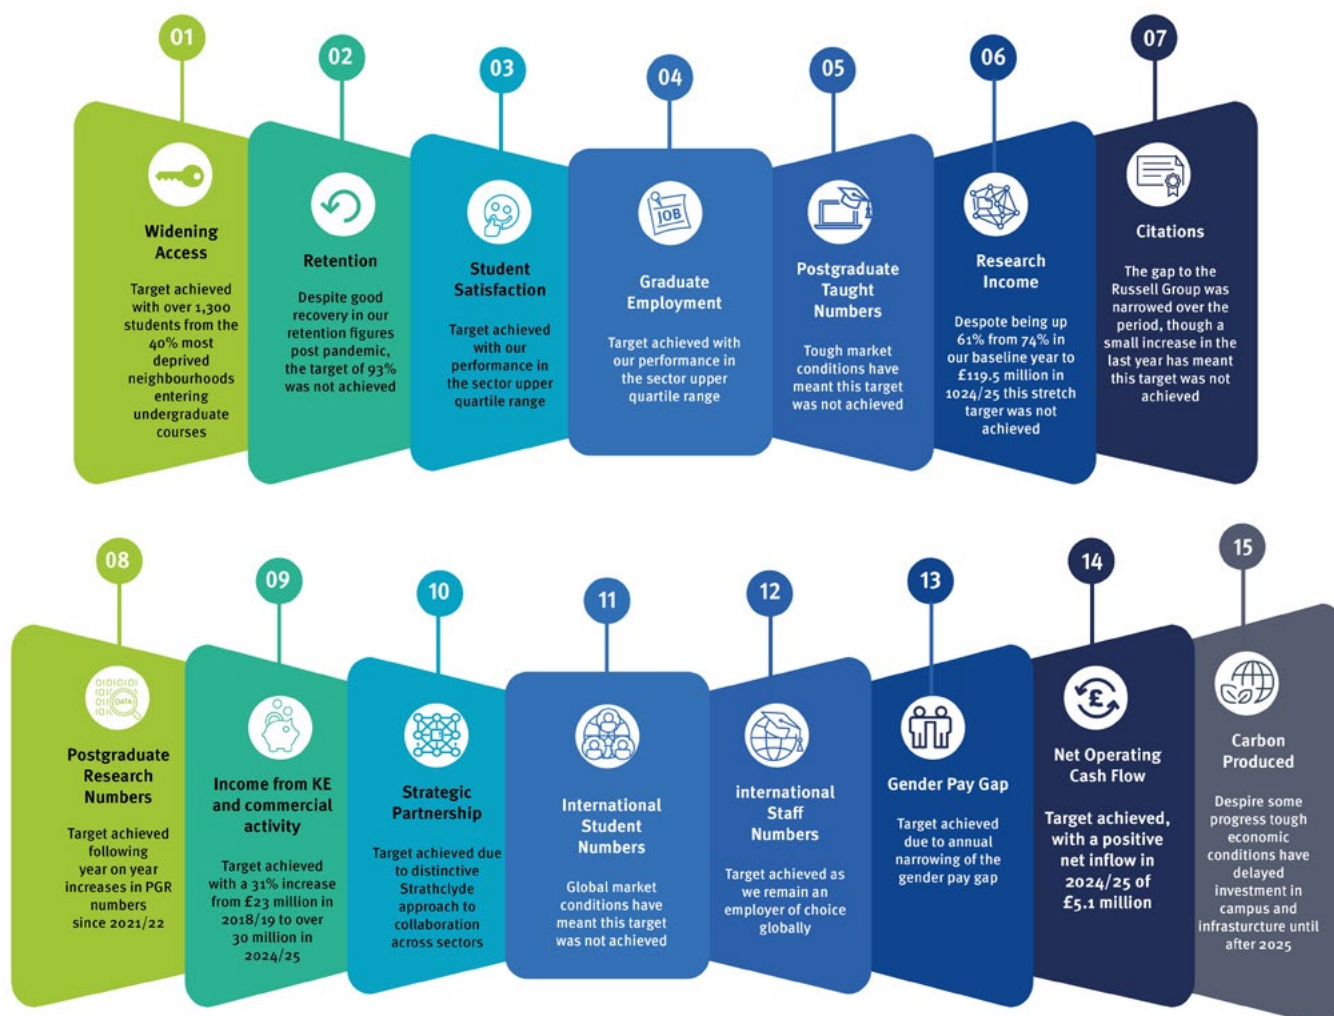 01
Widening
Access
Target achieved
with over 1,300
students from the
40% most
deprived
neighbourhoods
entering
undergraduate
courses
02
Retention
Despite good
recovery in our
retention figures
post pandemic,
the target of 93%
was not achieved
03
Student
Satisfaction
Target achieved
with our
performance in
the sector upper
quartile range
04
JOB
Graduate
Employment
Target achieved with
our performance in
the sector upper
quartile range
05
Postgraduate
Taught
Numbers
Tough market
conditions have
meant this target
was not achieved
06
Research
Income
Despote being up
61% from 74% in
our baseline year to
£119.5 million in
1024/25 this stretch
targer was not
achieved
07
Citations
The gap to the
Russell Group was
narrowed over the
period, though a
small increase in the
last year has meant
this target was not
achieved
08
DATA
Postgraduate
Research
Numbers
Target achieved
following
year on year
increases in PGR
numbers
since 2021/22
09
Income from KE
and commercial
activity
Target achieved
with a 31% increase
from £23 million in
2018/19 to over
30 million in
2024/25
10
Strategic
Partnership
Target achieved due
to distinctive
Strathclyde
approach to
collaboration
across sectors
11
International
Student
Numbers
Global market
conditions have
meant this target
was not achieved
12
international
Staff
Numbers
Target achieved as
we remain an
employer of choice
globally
13
Gender Pay Gap
Target achieved
due to annual
narrowing of the
gender pay gap
14
£
Net Operating
Cash Flow
Target achieved,
with a positive
net inflow in
2024/25 of
£5.1 million
15
Carbon
Produced
Despire some
progress tough
economic
conditions have
delayed
investment in
campus and
infrasturcture until
after 2025